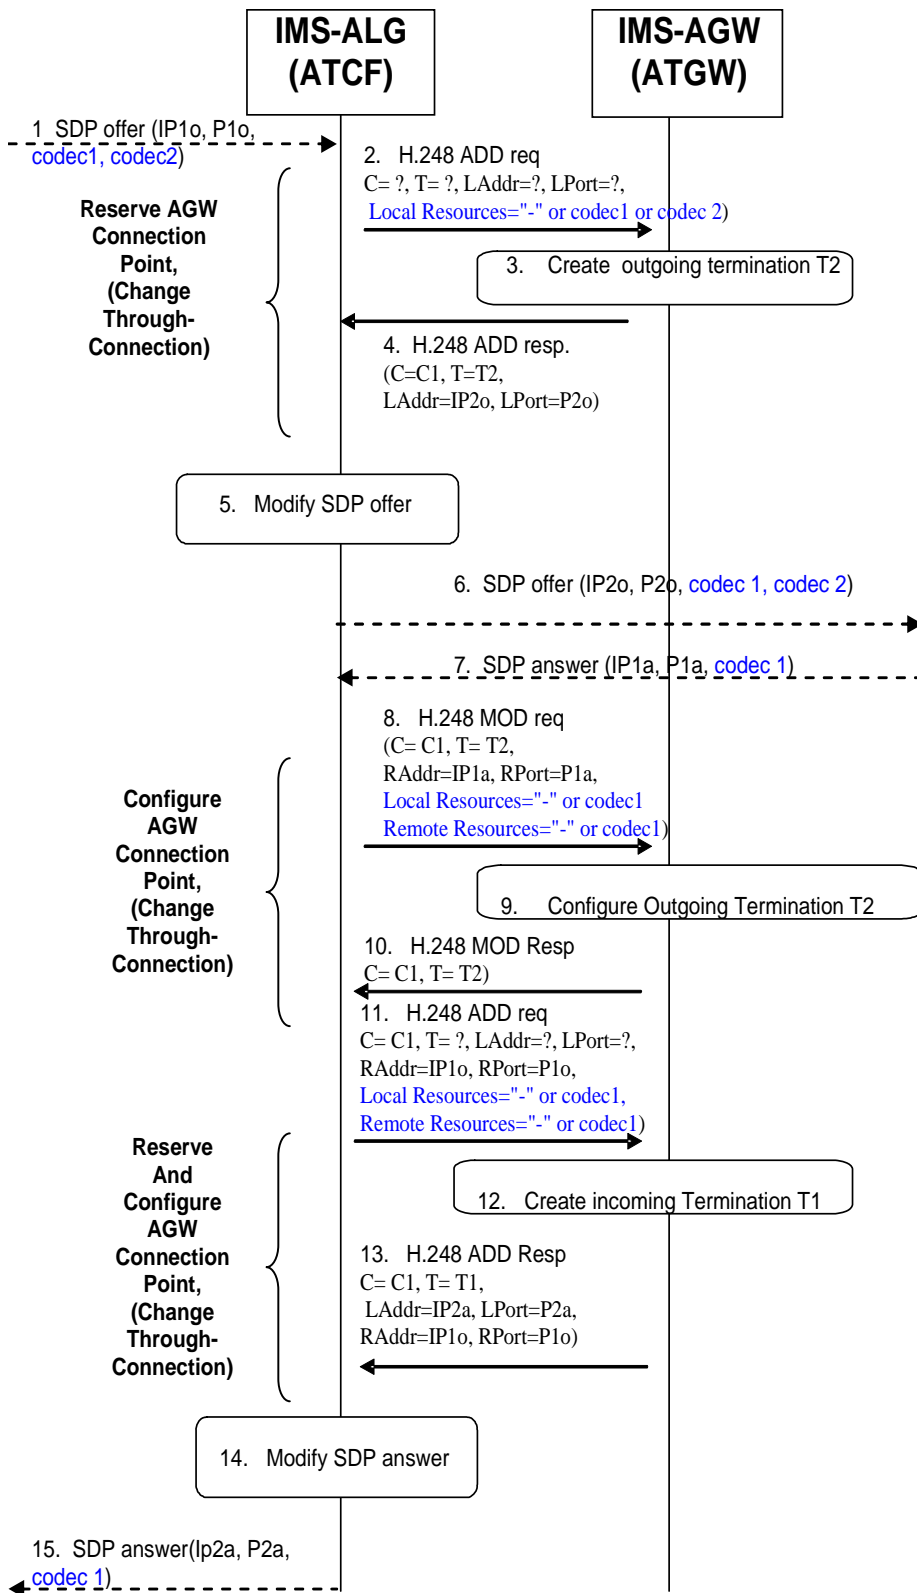 IMS-ALG
(ATCF)
IMS-AGW
(ATGW)
1  SDP offer (IP1o, P1o,
codec1, codec2)
2.   H.248 ADD req
C= ?, T= ?, LAddr=?, LPort=?,
Local Resources="-" or codec1 or codec 2)
Reserve AGW
Connection
Point,
(Change
Through-
Connection)
3.    Create  outgoing termination T2
4.  H.248 ADD resp.
(C=C1, T=T2,
LAddr=IP2o, LPort=P2o)
5.   Modify SDP offer
6.  SDP offer (IP2o, P2o, codec 1, codec 2)
7.  SDP answer (IP1a, P1a, codec 1)
8.   H.248 MOD req
(C= C1, T= T2,
RAddr=IP1a, RPort=P1a,
Local Resources="-" or codec1
Remote Resources="-" or codec1)
Configure
AGW
Connection
Point,
(Change
Through-
Connection)
9.     Configure Outgoing Termination T2
10.   H.248 MOD Resp
C= C1, T= T2)
11.   H.248 ADD req
C= C1, T= ?, LAddr=?, LPort=?,
RAddr=IP1o, RPort=P1o,
Local Resources="-" or codec1,
Remote Resources="-" or codec1)
Reserve
And
Configure
AGW
Connection
Point,
(Change
Through-
Connection)
12.   Create incoming Termination T1
13.   H.248 ADD Resp
C= C1, T= T1,
LAddr=IP2a, LPort=P2a,
RAddr=IP1o, RPort=P1o)
14.   Modify SDP answer
15.  SDP answer(Ip2a, P2a,
codec 1)